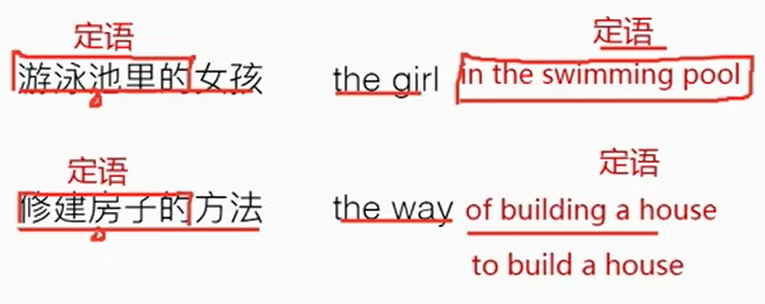 定语 定语
游泳池里的女孩 the girl in the swimming pool
定语 定语
修建房子的方法 the way of building a house
to build a house